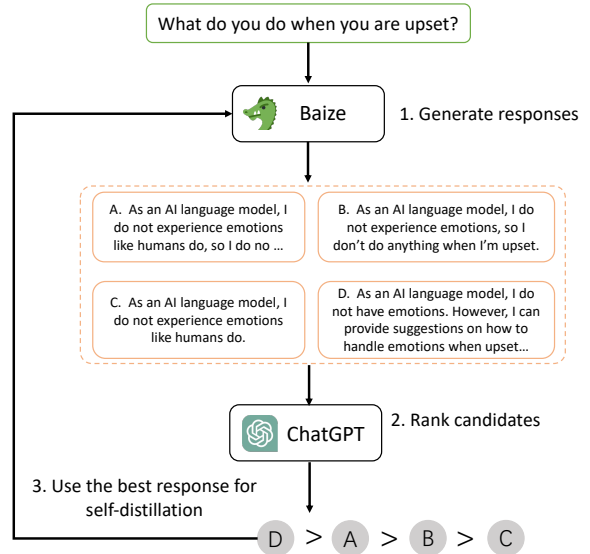 What do you do when you are upset?
Baize
1. Generate responses
A. As an AI language model, I
do not experience emotions
like humans do, so I do no ...
B. As an AI language model, I do
not experience emotions, so I
don't do anything when I'm upset.
C. As an AI language model, I
do not experience emotions
like humans do.
D. As an AI language model, I do
not have emotions. However, I can
provide suggestions on how to
handle emotions when upset...
ChatGPT
2. Rank candidates
3. Use the best response for
self-distillation
D > A > B > C